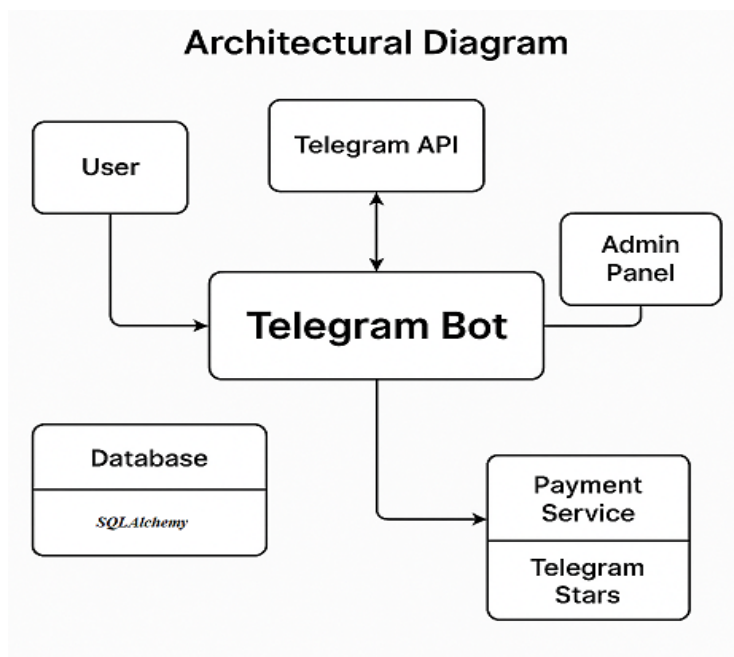 Architectural Diagram
User
Telegram API
Admin
Panel
Telegram Bot
Database
SQLAlchemy
Payment
Service
Telegram
Stars